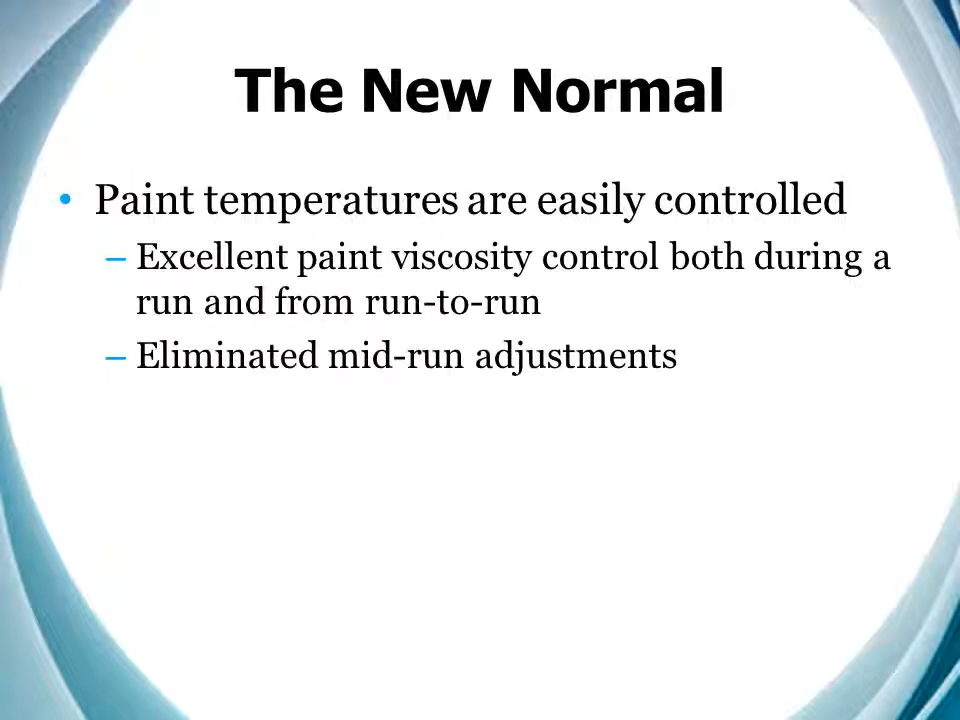 The New Normal
• Paint temperatures are easily controlled
– Excellent paint viscosity control both during a
run and from run-to-run
– Eliminated mid-run adjustments